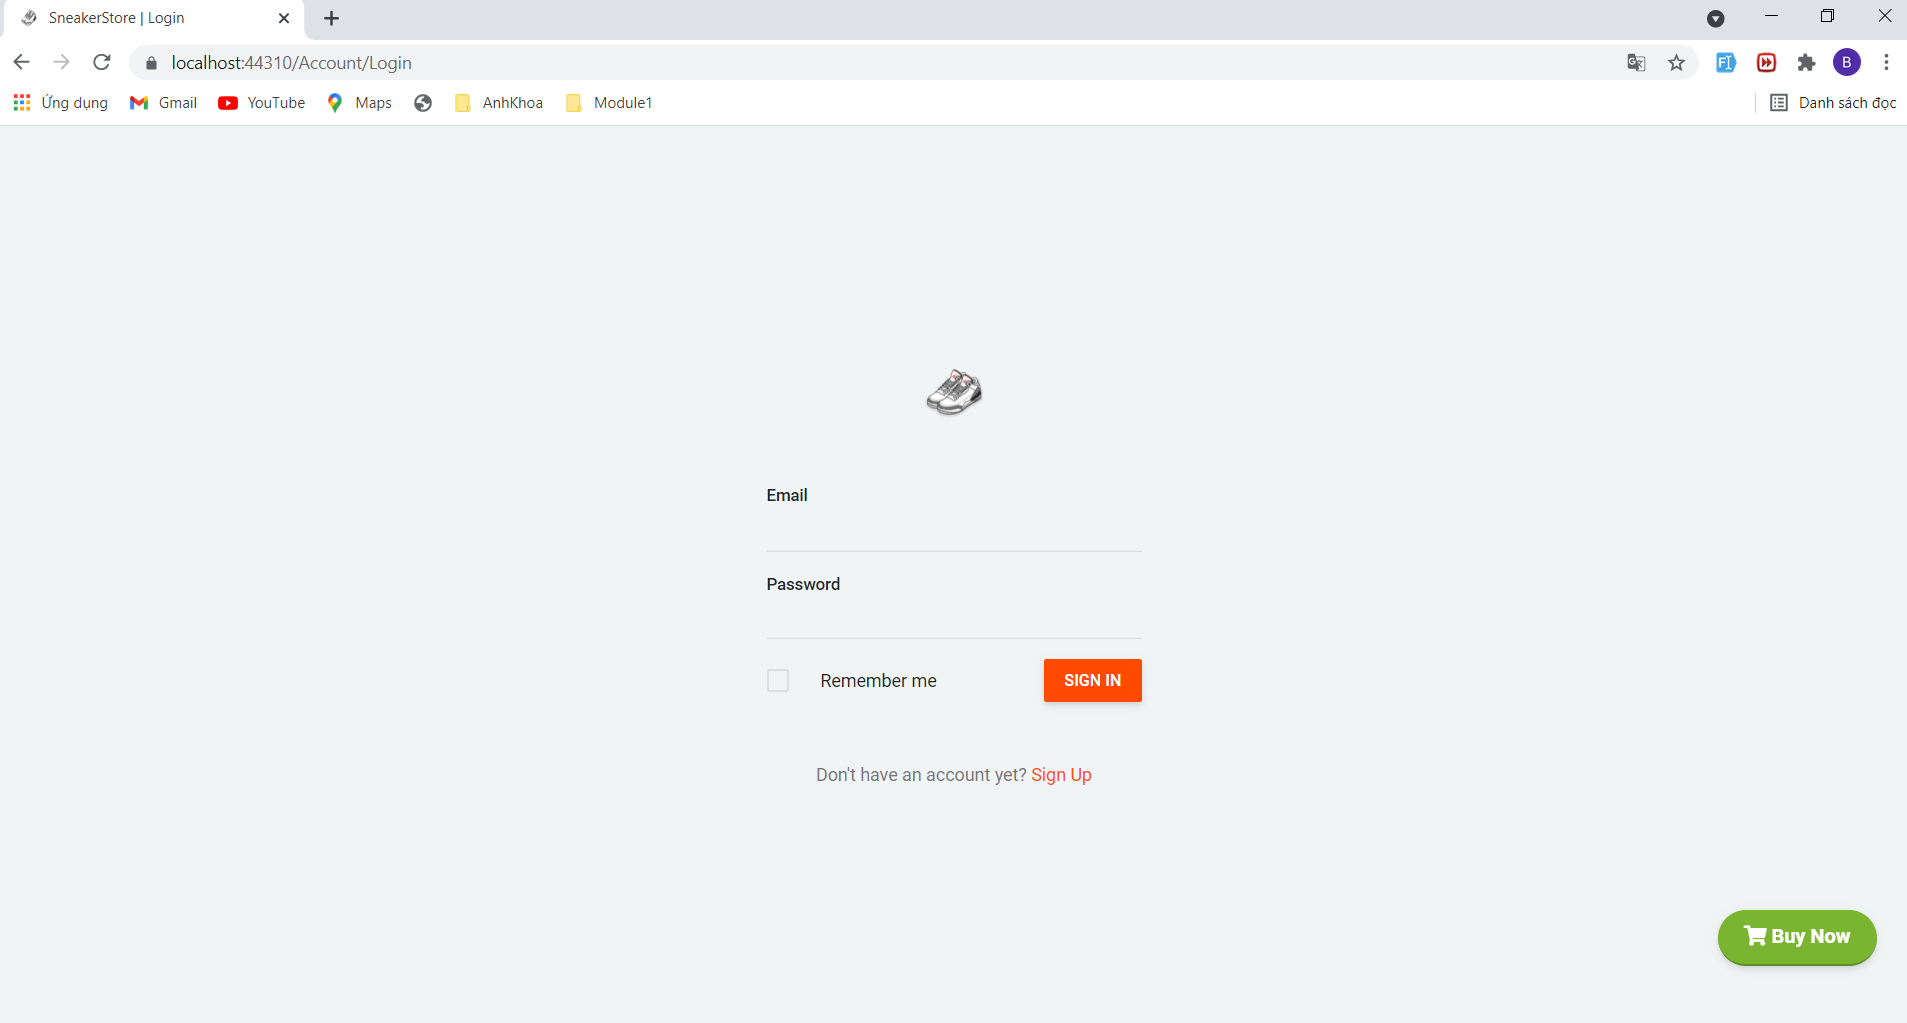 SneakerStore | Login
localhost:44310/Account/Login
B
Ứng dụng Gmail YouTube Maps AnhKhoa Module1 Danh sách đọc
Email
Password
Remember me SIGN IN
Don't have an account yet? Sign Up
Buy Now